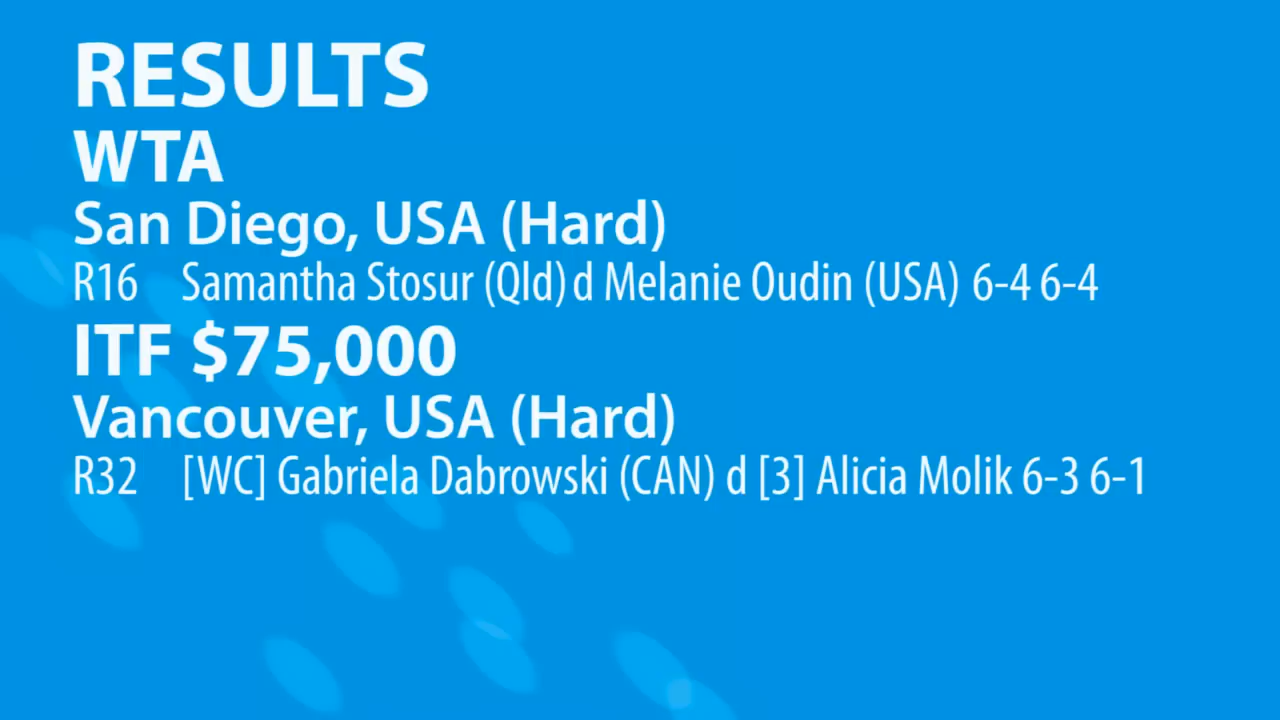 RESULTS
WTA
San Diego, USA (Hard)
R16 Samantha Stosur (Qld) d Melanie Oudin (USA) 6-4 6-4
ITF $75,000
Vancouver, USA (Hard)
R32 [WC] Gabriela Dabrowski (CAN) d [3] Alicia Molik 6-3 6-1